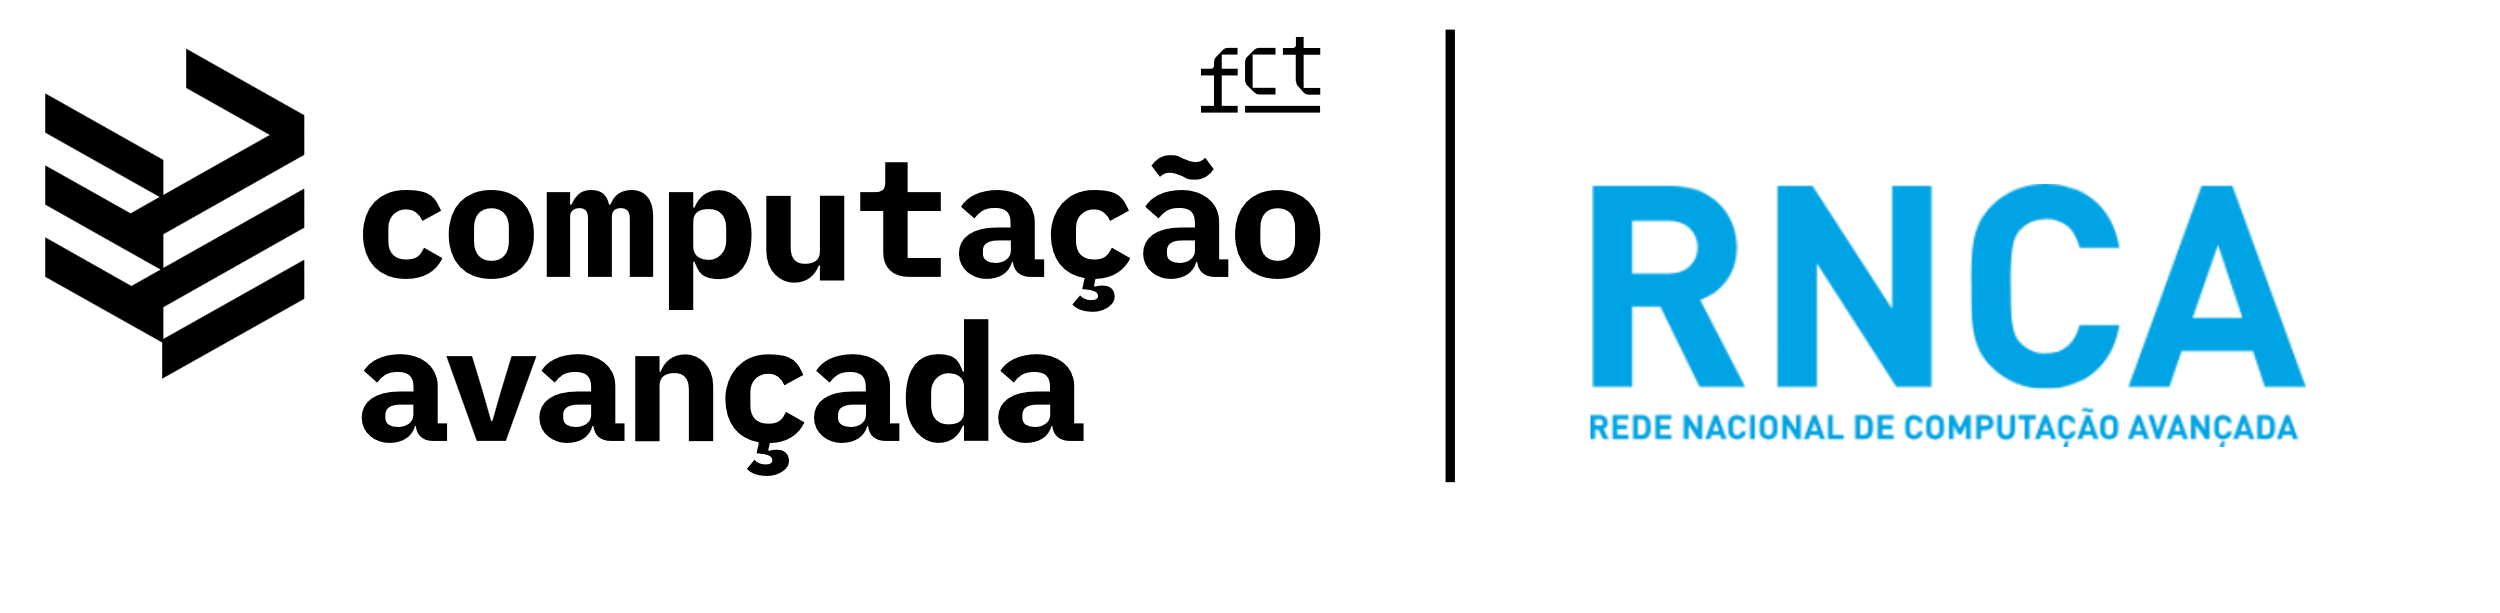 fct
computação
avançada
RNCA
REDE NACIONAL DE COMPUTAÇÃO AVANÇADA